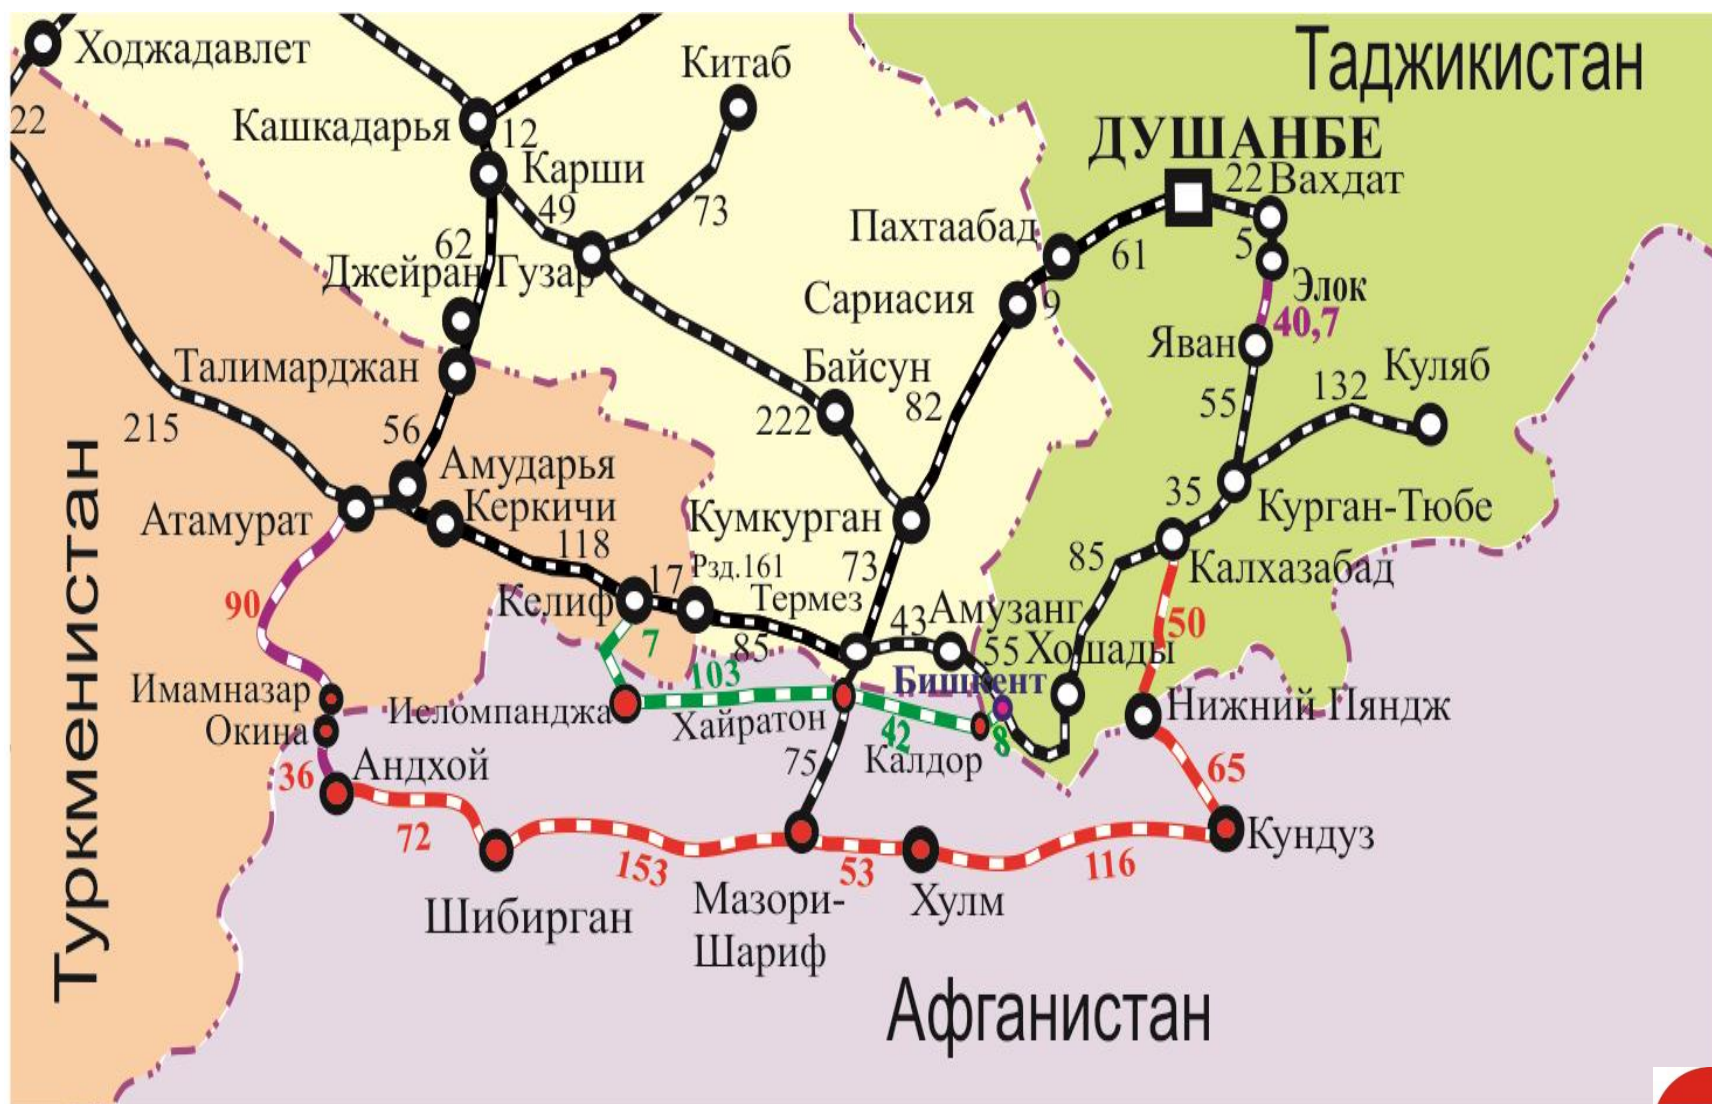 Таджикистан
Ходжадавлет
Китаб
22
Кашкадарья
12
ДУШАНБЕ
Карши
22
Вахдат
49
73
Пахтаабад
5
62
61
Джейран
Гузар
Сариасия
9
Элок
40,7
Яван
Талимарджан
Байсун
Куляб
132
82
55
215
56
222
Амударья
Керкичи
35
Атамурат
Кумкурган
Курган-Тюбе
118
85
17
Рзд.161
73
Калхазабад
90
Келиф
Термез
43
Амузанг
50
7
85
55
Хошады
103
Бишкент
Имамназар
Иеломпанджа
Хайратон
Нижний Пяндж
Окина
42
8
75
Калдор
Андхой
36
65
72
Кундуз
153
53
116
Мазори-
Шариф
Хулм
Шибирган
Туркменистан
Афганистан